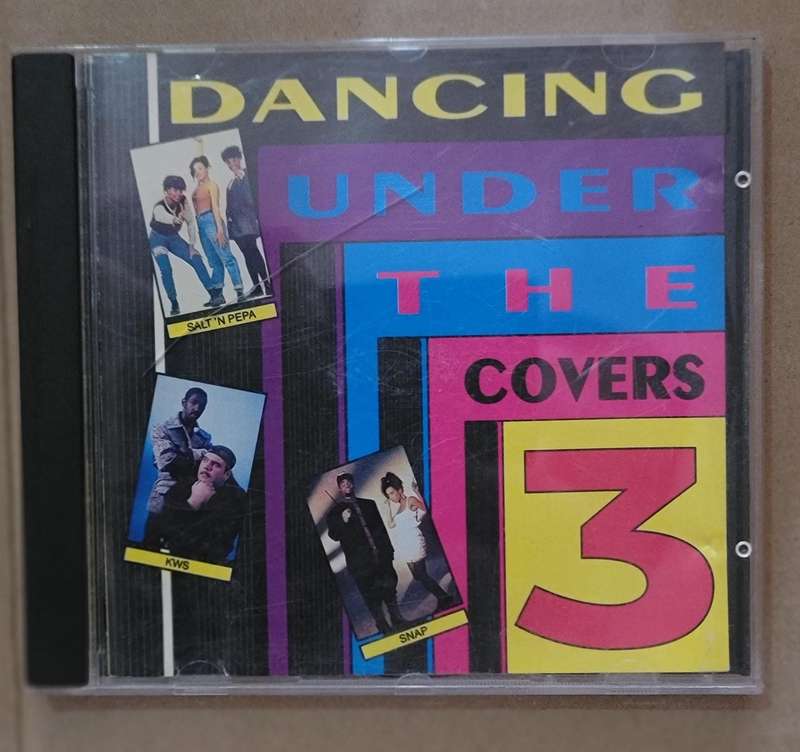 DANCING
UNDER
THE
COVERS
3
SALT 'N PEPA
KWS
SNAP